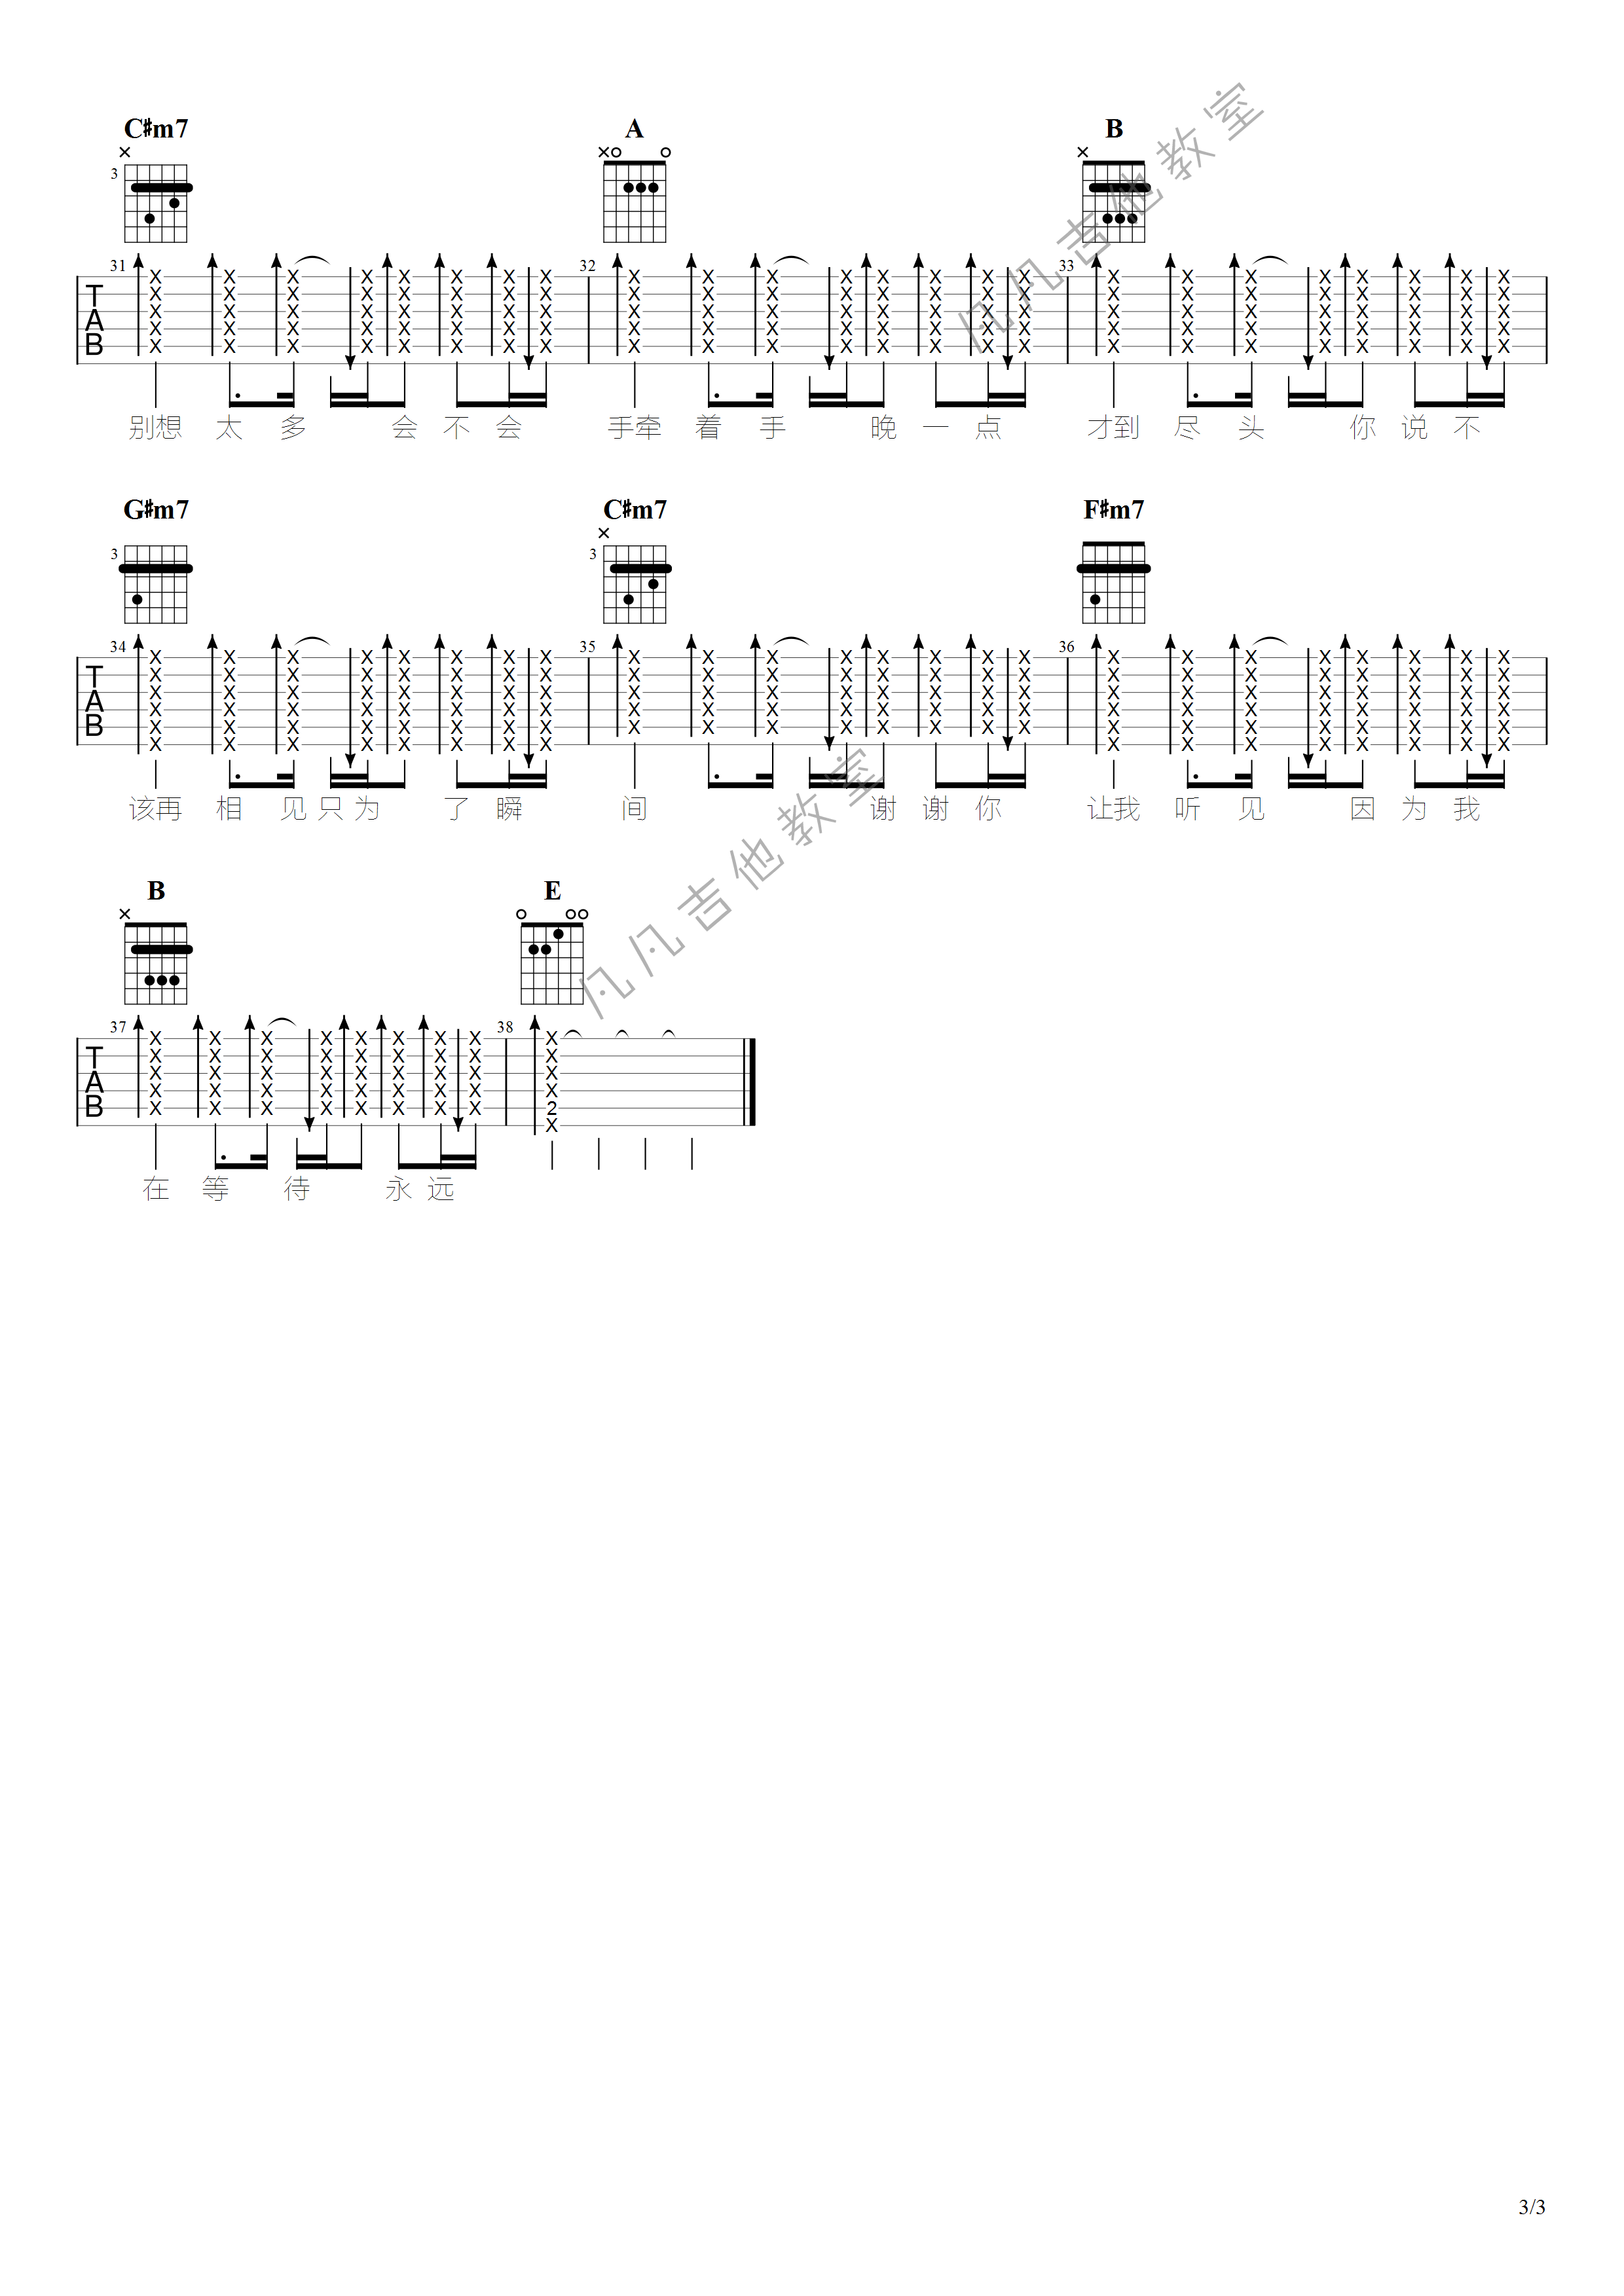 C♯m7 A B
× ×○ ○ ×
3
31 32 33
TAB
别想 太 多 会 不 会 手牵 着 手 晚 一 点 才到 尽 头 你 说 不
G♯m7 C♯m7 F♯m7
×
3 3
34 35 36
TAB
该再 相 见 只 为 了 瞬 间 谢 谢 你 让我 听 见 因 为 我
B E
× ○ ○○
37 38
TAB
2
在 等 待 永 远
凡凡吉他教室
凡凡吉他教室
3/3